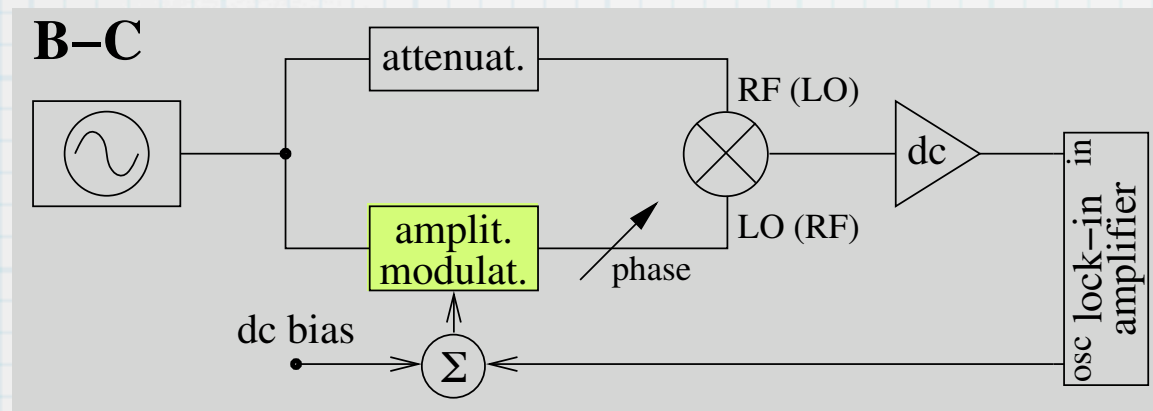 B–C
attenuat.
RF (LO)
dc
in
amplit.
modulat.
LO (RF)
phase
lock–in
amplifier
dc bias
Σ
osc